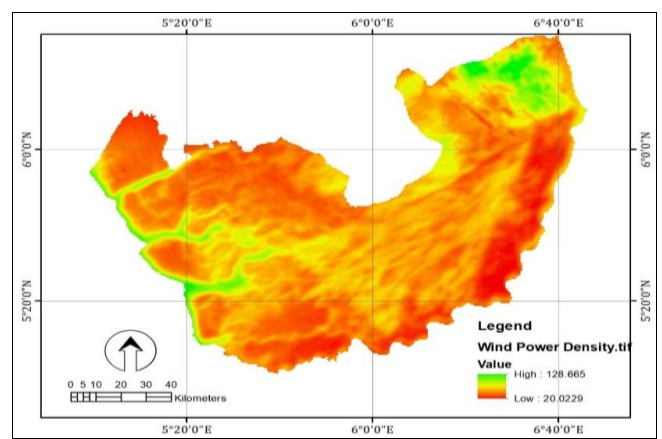 5°20'0"E 6°0'0"E 6°40'0"E
6°0'0"N 6°0'0"N
5°20'0"N 5°20'0"N
Legend
Wind Power Density.tif
Value
High : 128.665
Low : 20.0229
0 5 10 20 30 40
Kilometers
5°20'0"E 6°0'0"E 6°40'0"E